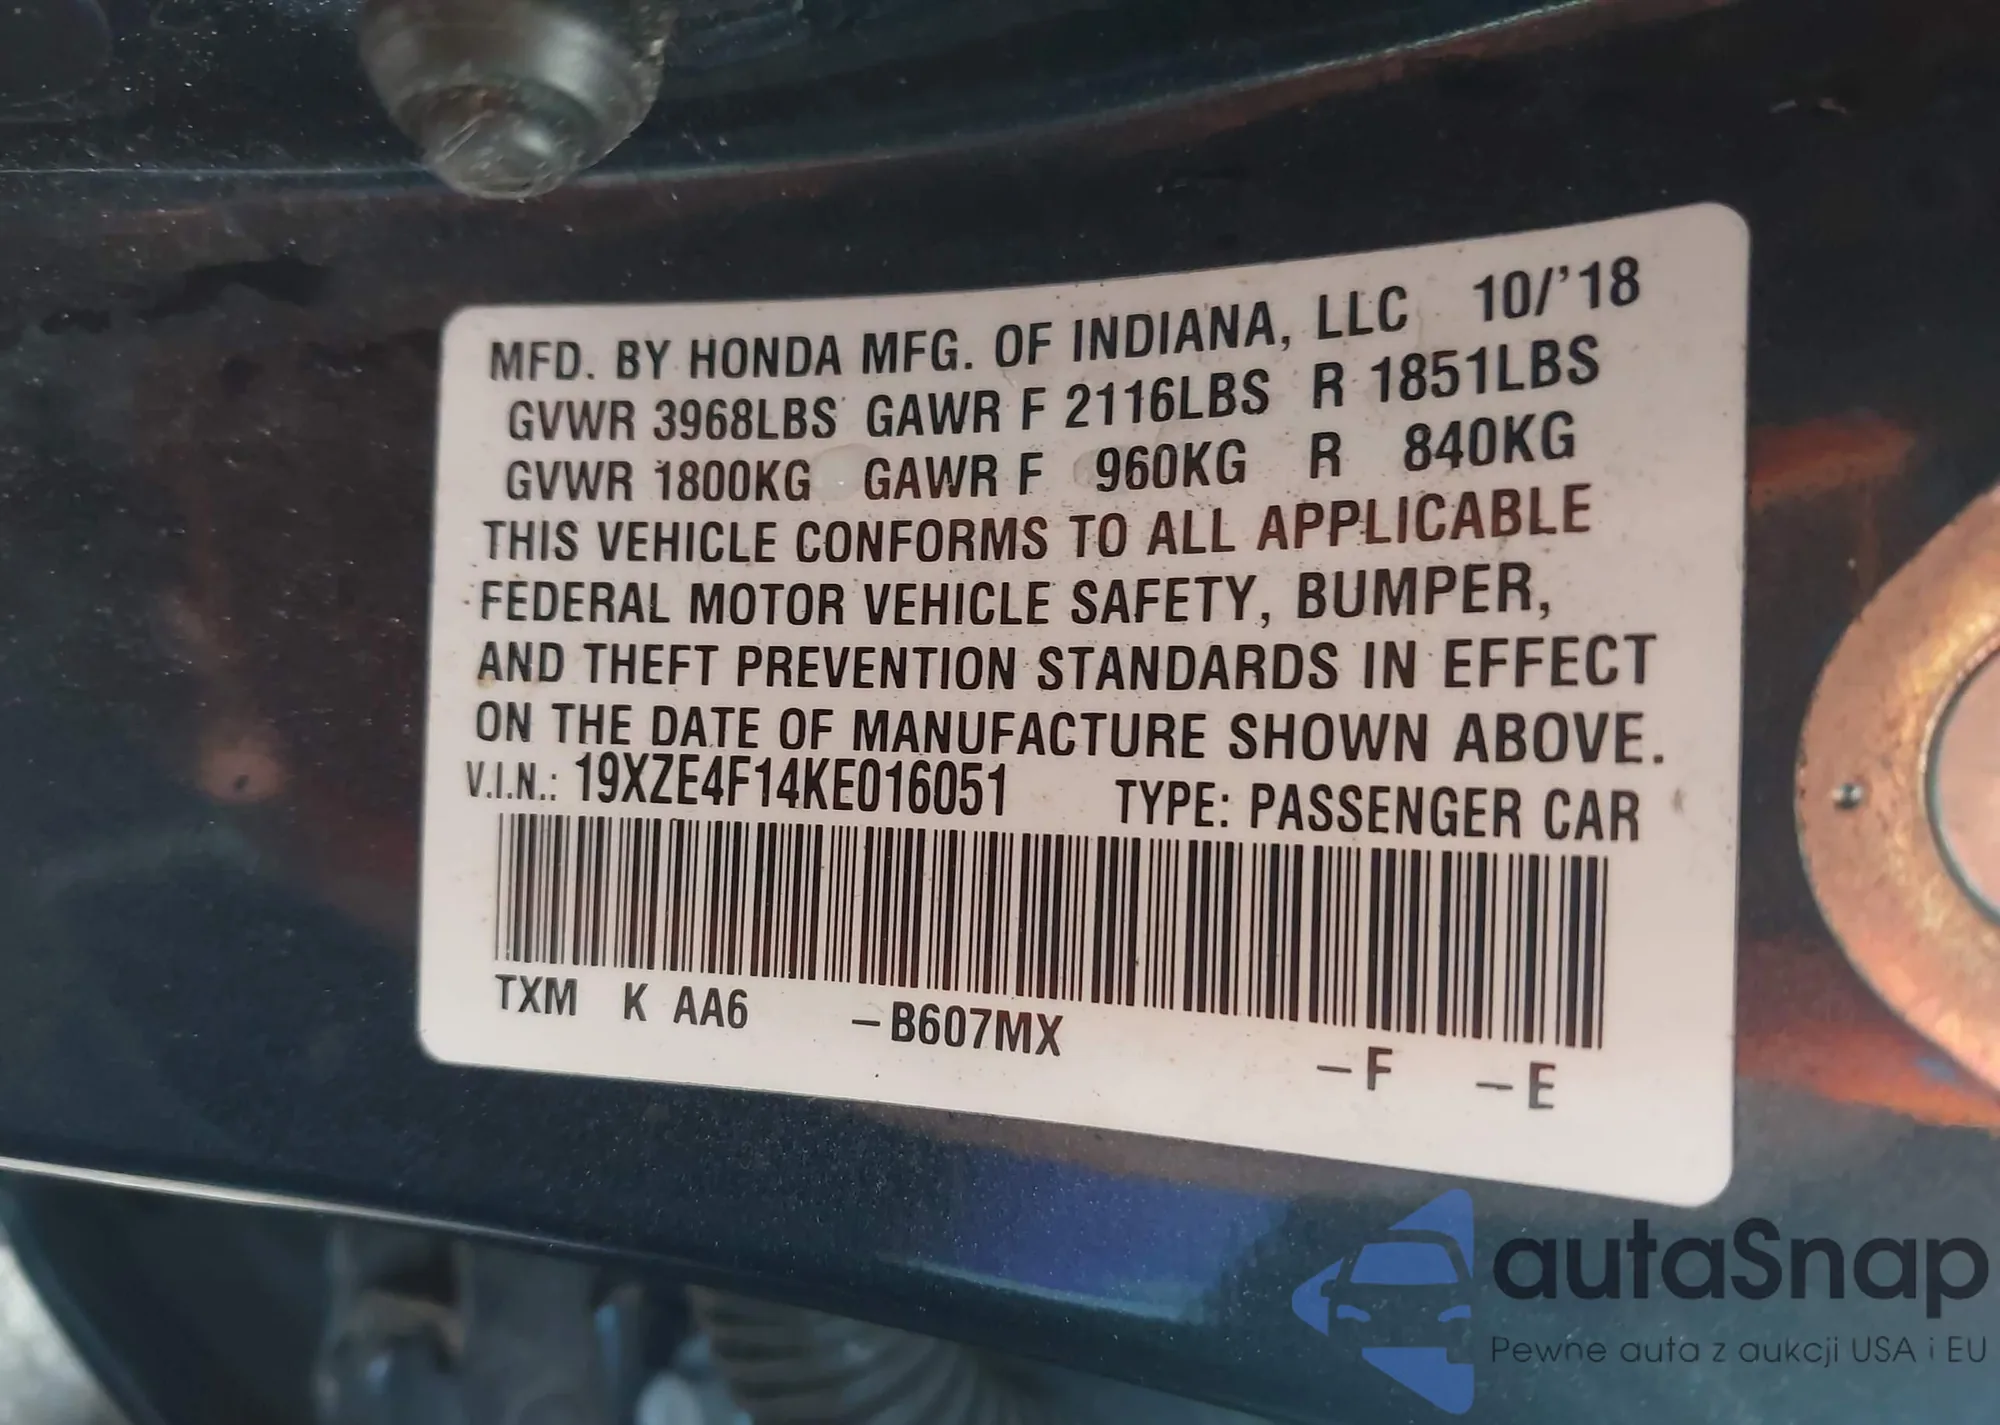 MFD. BY HONDA MFG. OF INDIANA, LLC 10/'18
GVWR 3968LBS GAWR F 2116LBS R 1851LBS
GVWR 1800KG GAWR F 960KG R 840KG
THIS VEHICLE CONFORMS TO ALL APPLICABLE
FEDERAL MOTOR VEHICLE SAFETY, BUMPER,
AND THEFT PREVENTION STANDARDS IN EFFECT
ON THE DATE OF MANUFACTURE SHOWN ABOVE.
V.I.N.: 19XZE4F14KE016051 TYPE: PASSENGER CAR
TXM K AA6 –B607MX –F –E
autaSnap
Pewne auta z aukcji USA i EU